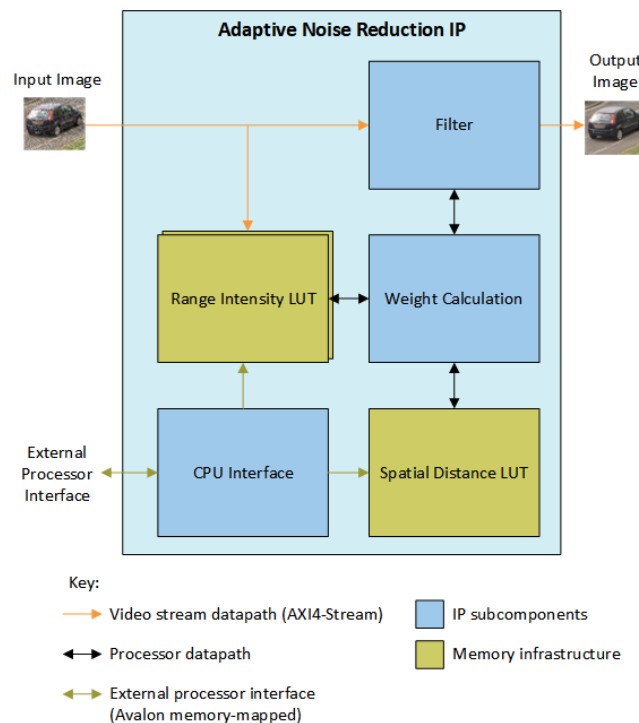 Adaptive Noise Reduction IP
Input Image
Output
Image
Filter
Range Intensity LUT
Weight Calculation
External
Processor
Interface
CPU Interface
Spatial Distance LUT
Key:
Video stream datapath (AXI4-Stream)
IP subcomponents
Processor datapath
Memory infrastructure
External processor interface
(Avalon memory-mapped)